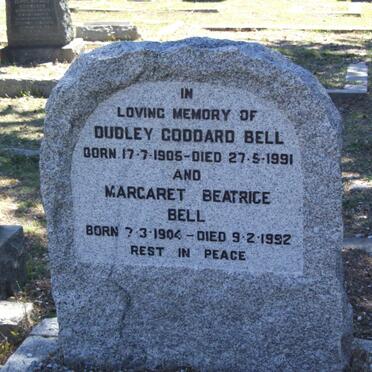 IN
LOVING MEMORY OF
DUDLEY GODDARD BELL
BORN 17-7-1905-DIED 27-5-1991
AND
MARGARET BEATRICE
BELL
BORN 7-3-1904 - DIED 9-2-1992
REST IN PEACE